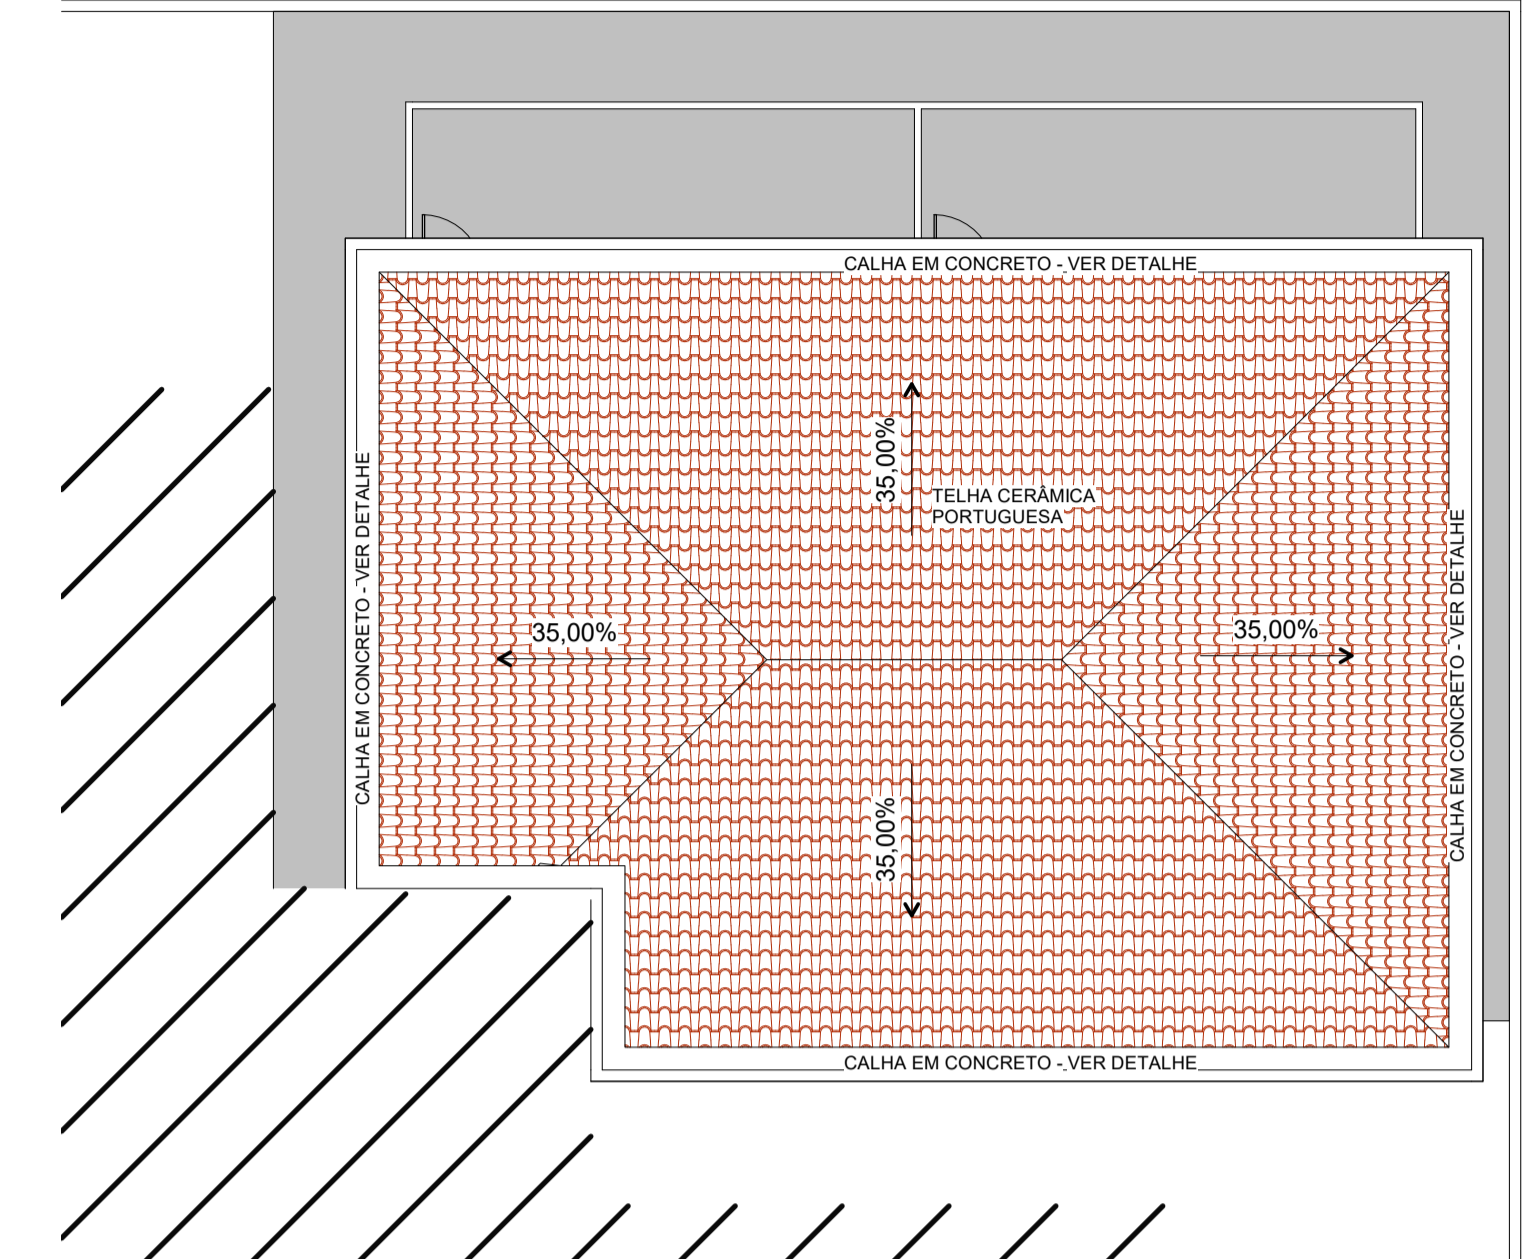 CALHA EM CONCRETO - VER DETALHE
CALHA EM CONCRETO - VER DETALHE
35,00%
TELHA CERÂMICA
PORTUGUESA
35,00%
35,00%
CALHA EM CONCRETO - VER DETALHE
35,00%
CALHA EM CONCRETO - VER DETALHE